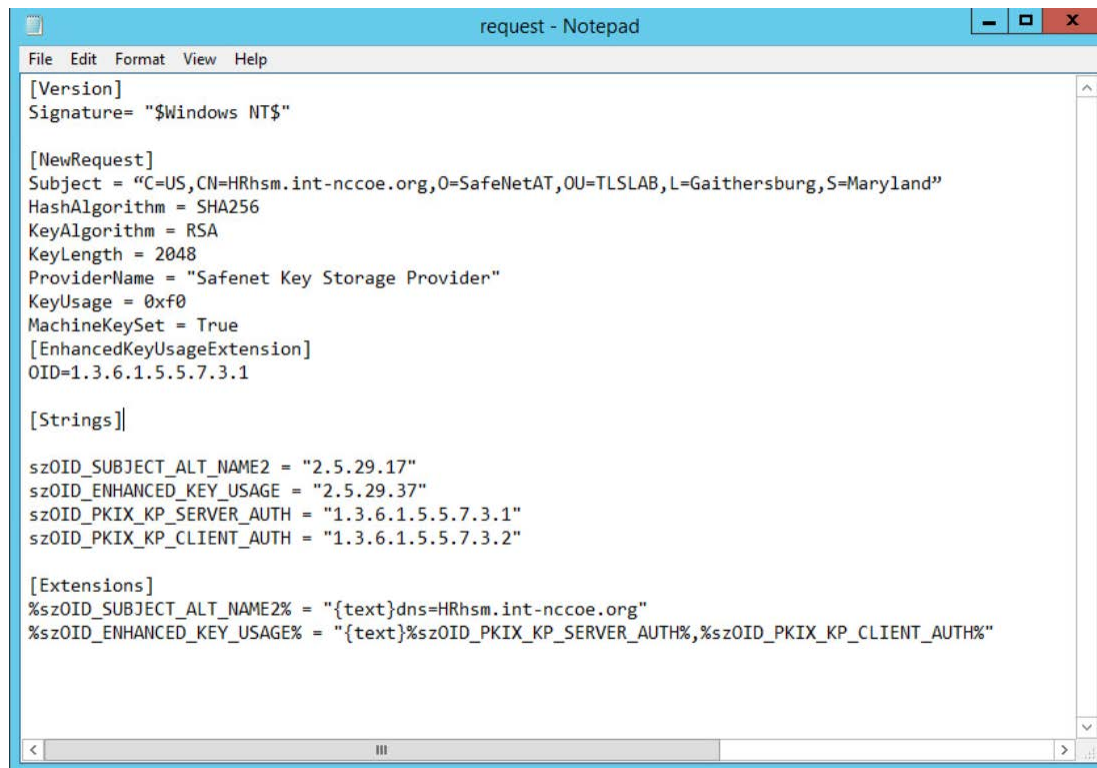 request - Notepad
File Edit Format View Help
[Version]
Signature= "$Windows NT$"
[NewRequest]
Subject = “C=US,CN=HRhsm.int-nccoe.org,O=SafeNetAT,OU=TLSLAB,L=Gaithersburg,S=Maryland”
HashAlgorithm = SHA256
KeyAlgorithm = RSA
KeyLength = 2048
ProviderName = "Safenet Key Storage Provider"
KeyUsage = 0xf0
MachineKeySet = True
[EnhancedKeyUsageExtension]
OID=1.3.6.1.5.5.7.3.1
[Strings]
szOID_SUBJECT_ALT_NAME2 = "2.5.29.17"
szOID_ENHANCED_KEY_USAGE = "2.5.29.37"
szOID_PKIX_KP_SERVER_AUTH = "1.3.6.1.5.5.7.3.1"
szOID_PKIX_KP_CLIENT_AUTH = "1.3.6.1.5.5.7.3.2"
[Extensions]
%szOID_SUBJECT_ALT_NAME2% = "{text}dns=HRhsm.int-nccoe.org"
%szOID_ENHANCED_KEY_USAGE% = "{text}%szOID_PKIX_KP_SERVER_AUTH%,%szOID_PKIX_KP_CLIENT_AUTH%"